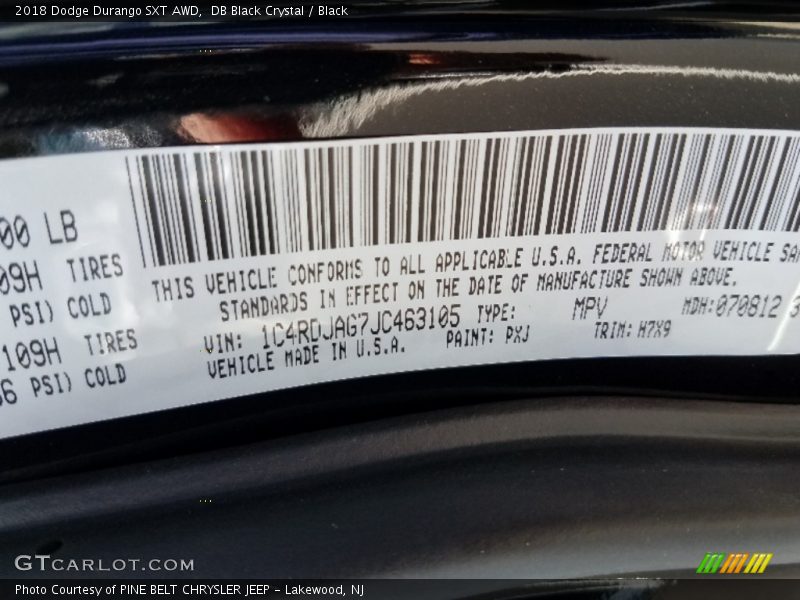 2018 Dodge Durango SXT AWD,  DB Black Crystal / Black
00 LB
09H TIRES
PSI) COLD
109H TIRES
36 PSI) COLD
THIS VEHICLE CONFORMS TO ALL APPLICABLE U.S.A. FEDERAL MOTOR VEHICLE SA
STANDARDS IN EFFECT ON THE DATE OF MANUFACTURE SHOWN ABOVE.
VIN: 1C4RDJAG7JC463105 TYPE: MPV MDH:070812 3
VEHICLE MADE IN U.S.A. PAINT: PXJ TRIM: H7X9
GTCARLOT.COM
Photo Courtesy of PINE BELT CHRYSLER JEEP - Lakewood, NJ